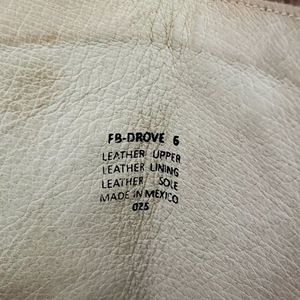 FB-DROVE 6
LEATHER UPPER
LEATHER LINING
LEATHER SOLE
MADE IN MEXICO
025